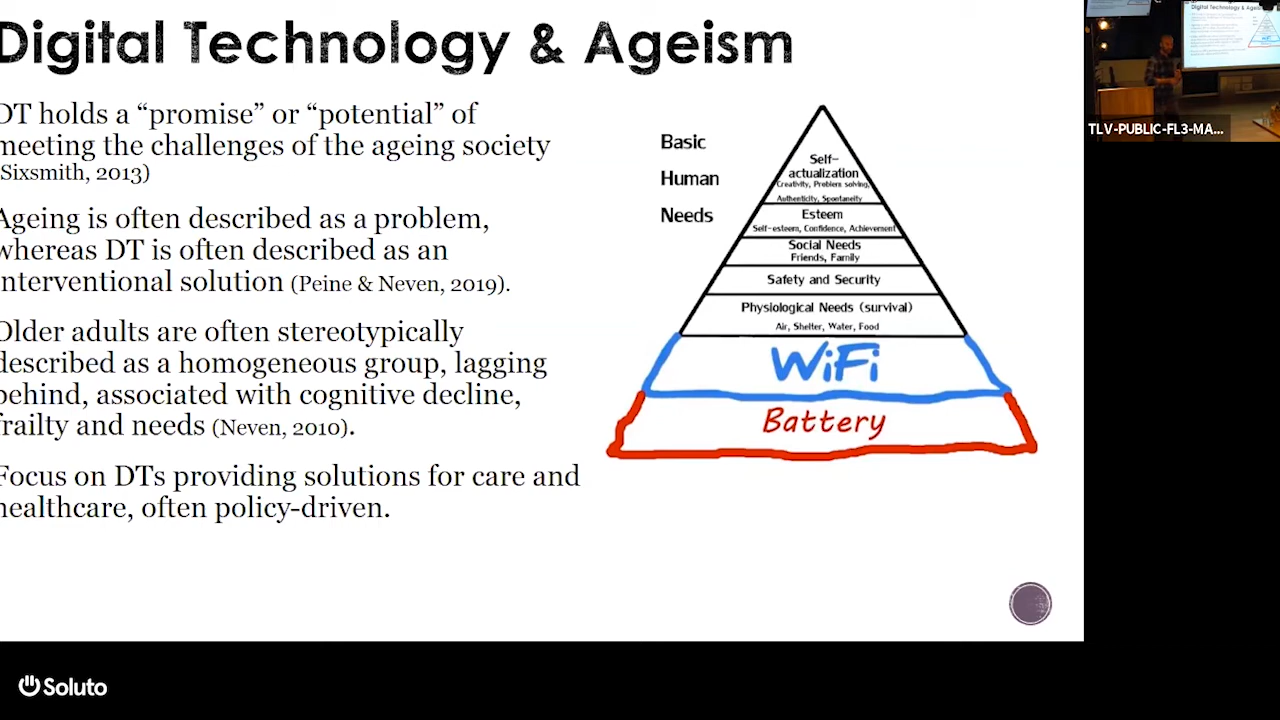 Digital Technology & Ageism
DT holds a “promise” or “potential” of
meeting the challenges of the ageing society
(Sixsmith, 2013)
Ageing is often described as a problem,
whereas DT is often described as an
interventional solution (Peine & Neven, 2019).
Older adults are often stereotypically
described as a homogeneous group, lagging
behind, associated with cognitive decline,
frailty and needs (Neven, 2010).
Focus on DTs providing solutions for care and
healthcare, often policy-driven.
Basic
Human
Needs
Self-
actualization
Creativity, Problem solving,
Authenticity, Spontaneity
Esteem
Self-esteem, Confidence, Achievement
Social Needs
Friends, Family
Safety and Security
Physiological Needs (survival)
Air, Shelter, Water, Food
WiFi
Battery
TLV-PUBLIC-FL3-MA...
Digital Technology & Ageism
Soluto